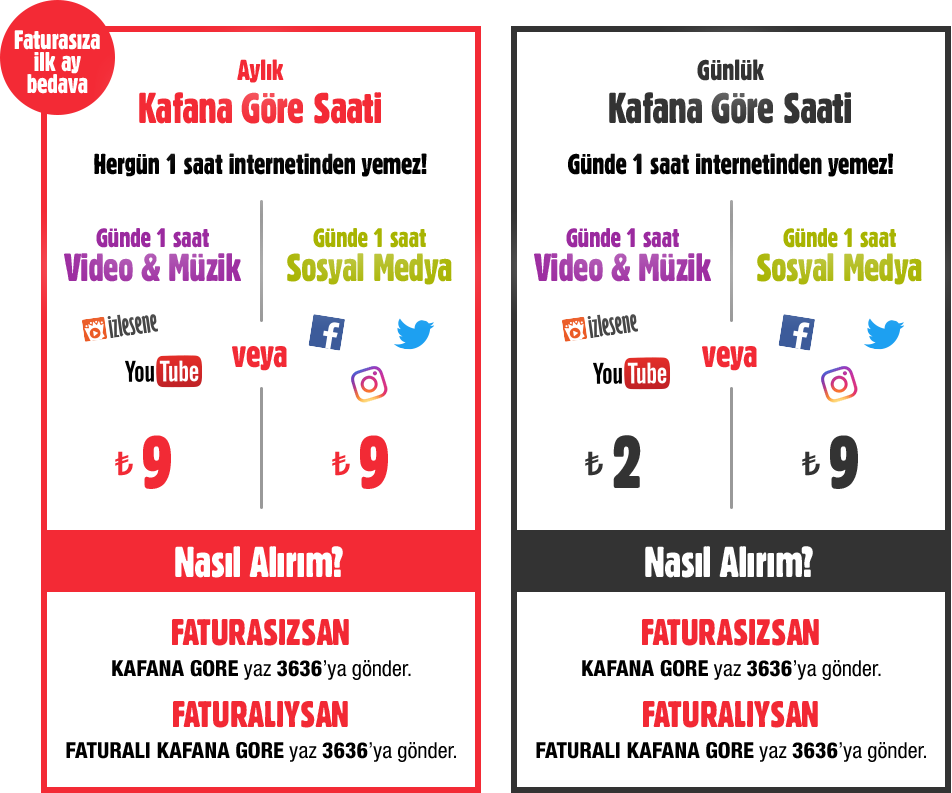 Faturasıza
ilk ay
bedava
Aylık
Kafana Göre Saati
Hergün 1 saat internetinden yemez!
Günde 1 saat
Video & Müzik
izlesene
YouTube
veya
Günde 1 saat
Sosyal Medya
f
₺ 9
₺ 9
Nasıl Alırım?
FATURASIZSAN
KAFANA GORE yaz 3636'ya gönder.
FATURALIYSAN
FATURALI KAFANA GORE yaz 3636'ya gönder.
Günlük
Kafana Göre Saati
Günde 1 saat internetinden yemez!
Günde 1 saat
Video & Müzik
izlesene
YouTube
veya
Günde 1 saat
Sosyal Medya
f
₺ 2
₺ 9
Nasıl Alırım?
FATURASIZSAN
KAFANA GORE yaz 3636'ya gönder.
FATURALIYSAN
FATURALI KAFANA GORE yaz 3636'ya gönder.